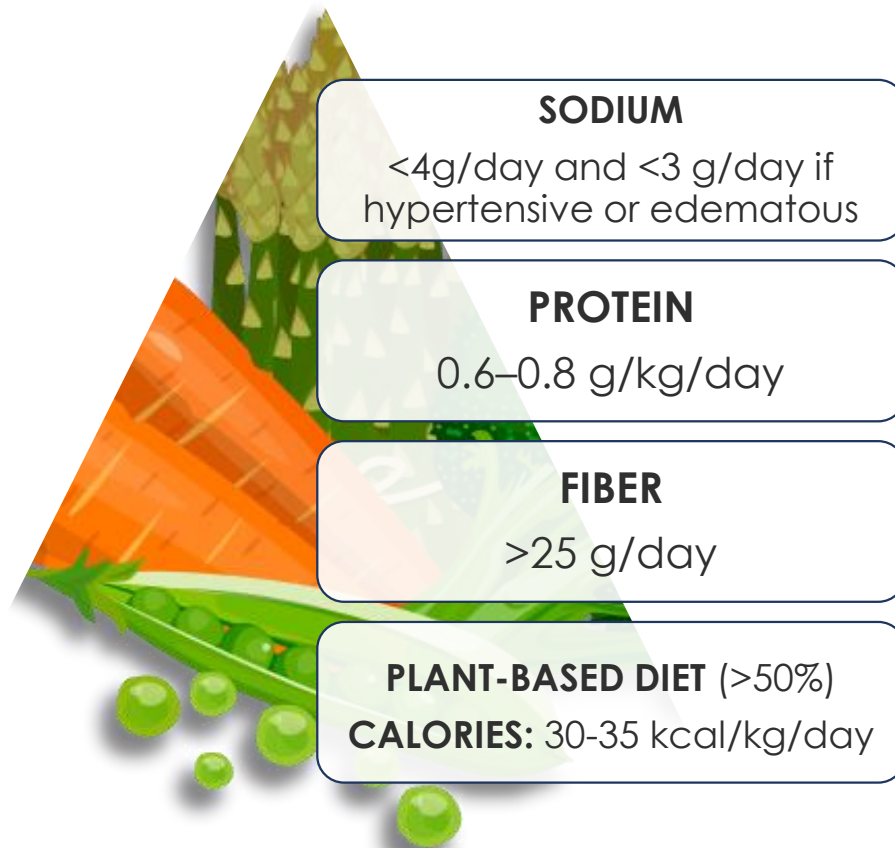 SODIUM
<4g/day and <3 g/day if
hypertensive or edematous
PROTEIN
0.6–0.8 g/kg/day
FIBER
>25 g/day
PLANT-BASED DIET (>50%)
CALORIES: 30-35 kcal/kg/day